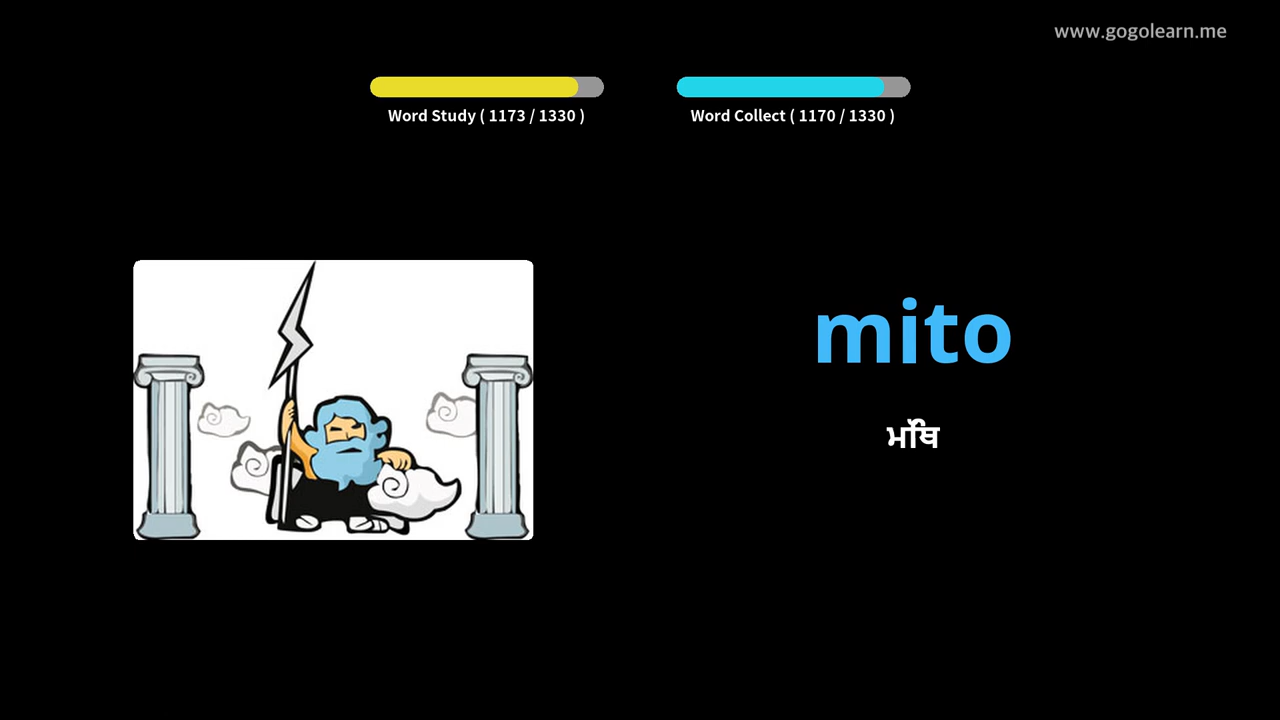 www.gogolearn.me
Word Study ( 1173 / 1330 )
Word Collect ( 1170 / 1330 )
mito
ਮਿੱਥ